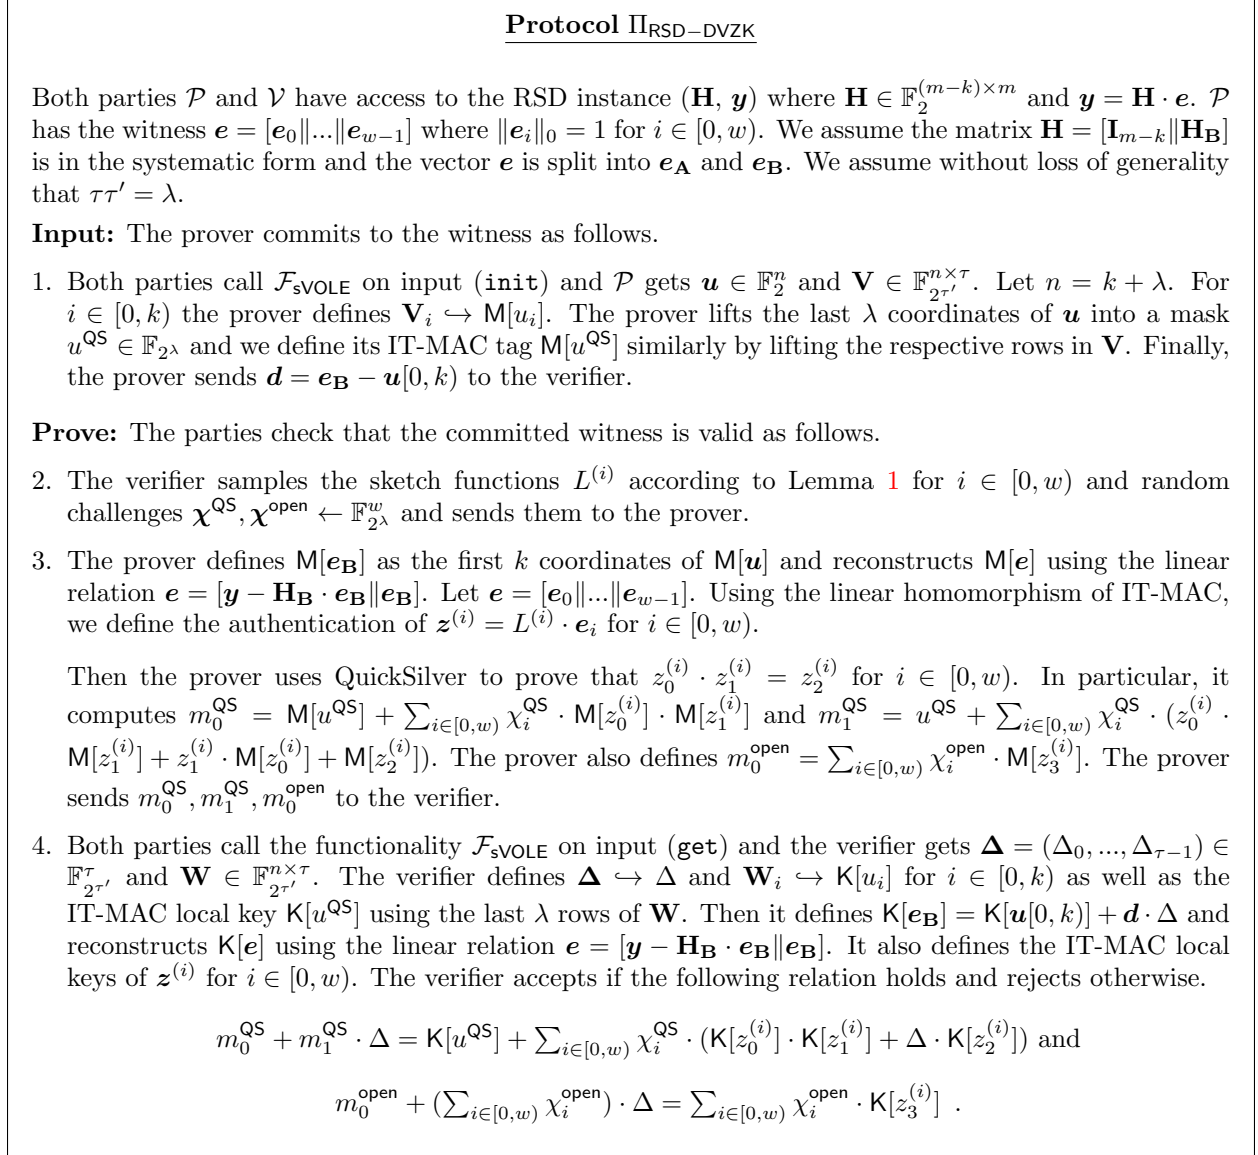 Protocol Π_RSD−DVZK
Both parties 𝒫 and 𝒱 have access to the RSD instance (H, y) where H ∈ 𝔽_2^{(m−k)×m} and y = H · e. 𝒫
has the witness e = [e_0‖...‖e_{w−1}] where ‖e_i‖_0 = 1 for i ∈ [0, w). We assume the matrix H = [I_{m−k}‖H_B]
is in the systematic form and the vector e is split into e_A and e_B. We assume without loss of generality
that ττ′ = λ.
Input: The prover commits to the witness as follows.
1. Both parties call ℱ_sVOLE on input (init) and 𝒫 gets u ∈ 𝔽_2^n and V ∈ 𝔽_{2^{τ′}}^{n×τ}. Let n = k + λ. For
i ∈ [0, k) the prover defines V_i ↪ M[u_i]. The prover lifts the last λ coordinates of u into a mask
u^QS ∈ 𝔽_{2^λ} and we define its IT-MAC tag M[u^QS] similarly by lifting the respective rows in V. Finally,
the prover sends d = e_B − u[0, k) to the verifier.
Prove: The parties check that the committed witness is valid as follows.
2. The verifier samples the sketch functions L^{(i)} according to Lemma 1 for i ∈ [0, w) and random
challenges χ^QS, χ^open ← 𝔽_{2^λ}^w and sends them to the prover.
3. The prover defines M[e_B] as the first k coordinates of M[u] and reconstructs M[e] using the linear
relation e = [y − H_B · e_B‖e_B]. Let e = [e_0‖...‖e_{w−1}]. Using the linear homomorphism of IT-MAC,
we define the authentication of z^{(i)} = L^{(i)} · e_i for i ∈ [0, w).
Then the prover uses QuickSilver to prove that z_0^{(i)} · z_1^{(i)} = z_2^{(i)} for i ∈ [0, w). In particular, it
computes m_0^QS = M[u^QS] + ∑_{i∈[0,w)} χ_i^QS · M[z_0^{(i)}] · M[z_1^{(i)}] and m_1^QS = u^QS + ∑_{i∈[0,w)} χ_i^QS · (z_0^{(i)} ·
M[z_1^{(i)}] + z_1^{(i)} · M[z_0^{(i)}] + M[z_2^{(i)}]). The prover also defines m_0^open = ∑_{i∈[0,w)} χ_i^open · M[z_3^{(i)}]. The prover
sends m_0^QS, m_1^QS, m_0^open to the verifier.
4. Both parties call the functionality ℱ_sVOLE on input (get) and the verifier gets Δ = (Δ_0, ..., Δ_{τ−1}) ∈
𝔽_{2^{τ′}}^τ and W ∈ 𝔽_{2^{τ′}}^{n×τ}. The verifier defines Δ ↪ Δ and W_i ↪ K[u_i] for i ∈ [0, k) as well as the
IT-MAC local key K[u^QS] using the last λ rows of W. Then it defines K[e_B] = K[u[0, k)] + d · Δ and
reconstructs K[e] using the linear relation e = [y − H_B · e_B‖e_B]. It also defines the IT-MAC local
keys of z^{(i)} for i ∈ [0, w). The verifier accepts if the following relation holds and rejects otherwise.
m_0^QS + m_1^QS · Δ = K[u^QS] + ∑_{i∈[0,w)} χ_i^QS · (K[z_0^{(i)}] · K[z_1^{(i)}] + Δ · K[z_2^{(i)}]) and
m_0^open + (∑_{i∈[0,w)} χ_i^open) · Δ = ∑_{i∈[0,w)} χ_i^open · K[z_3^{(i)}] .